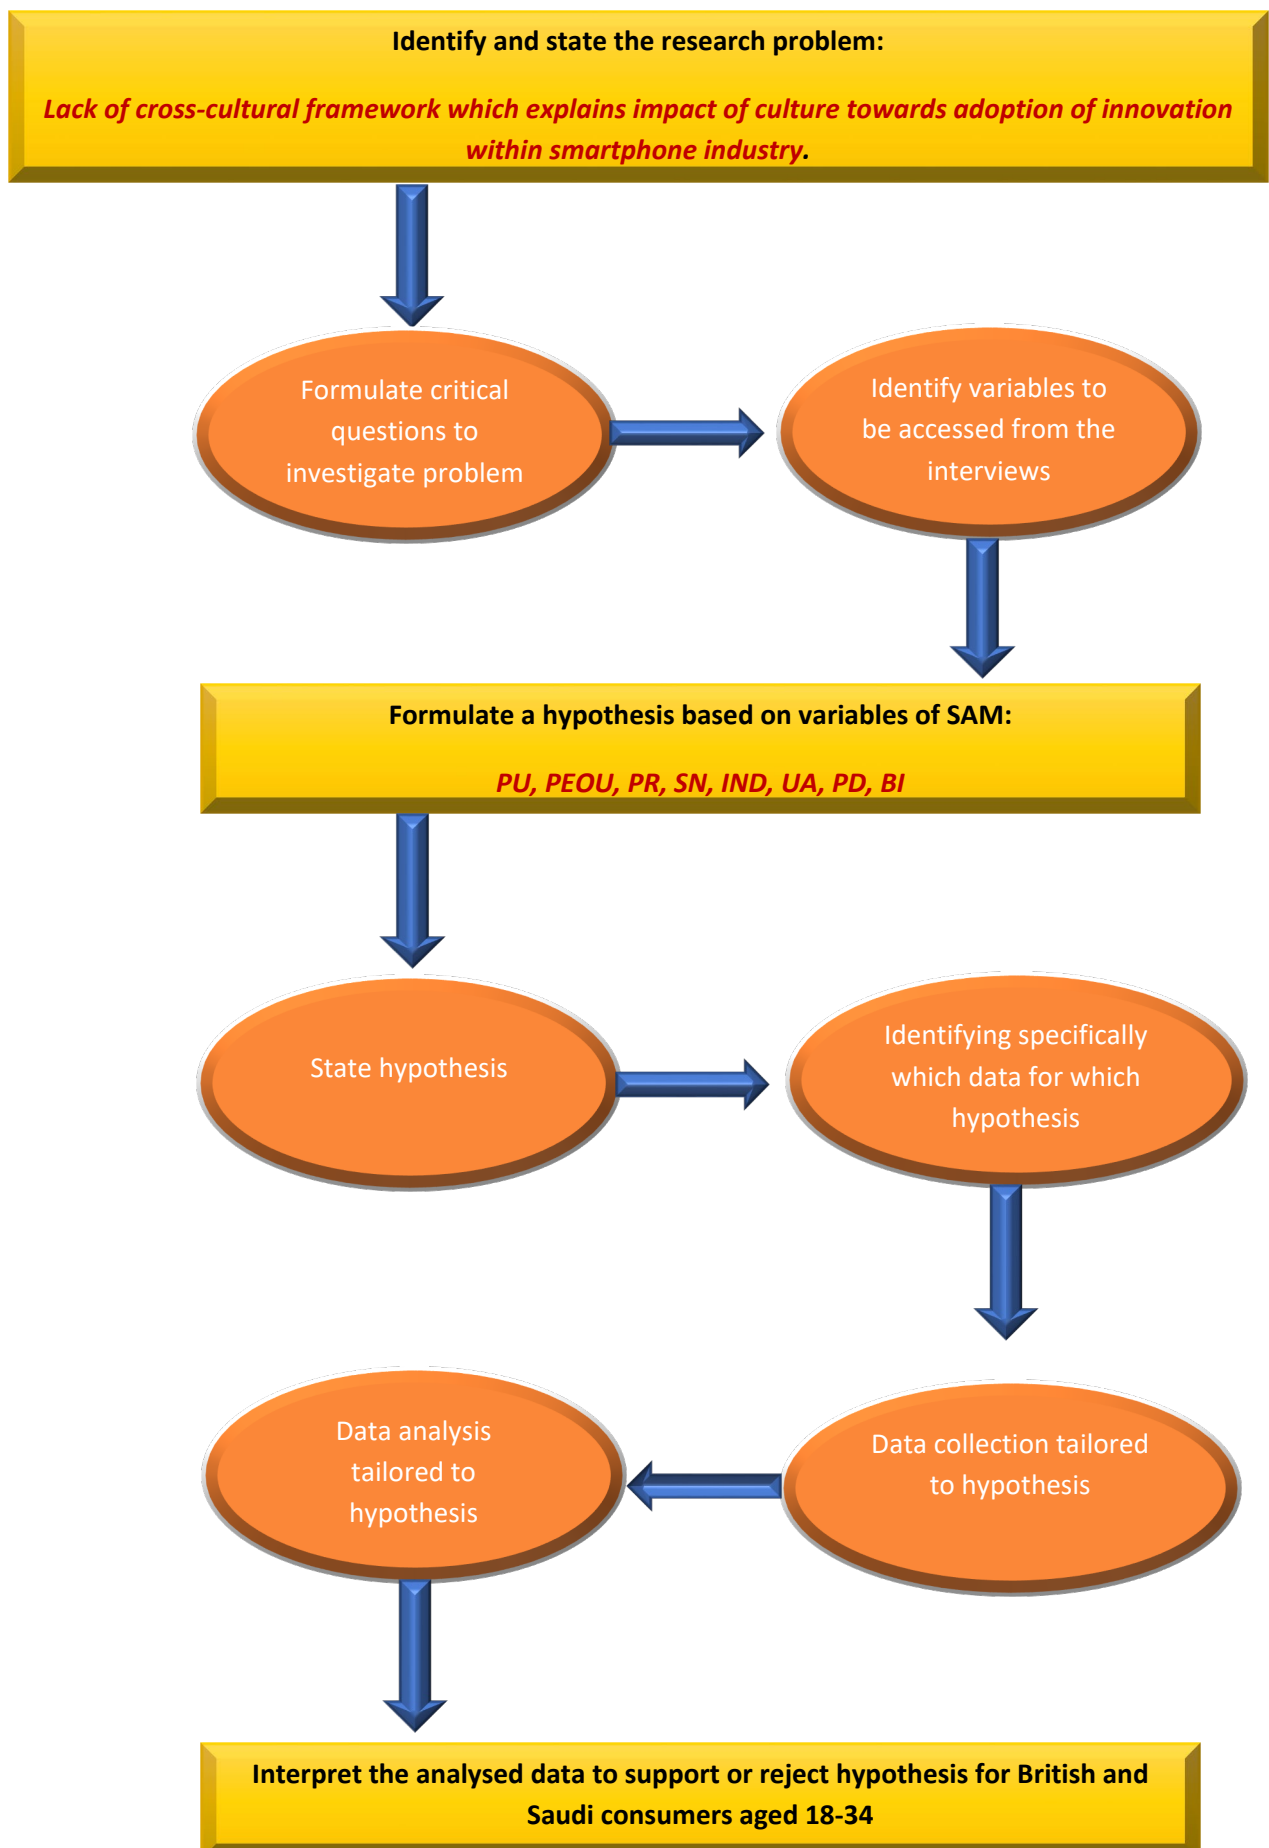 Identify and state the research problem:
Lack of cross-cultural framework which explains impact of culture towards adoption of innovation
within smartphone industry.
Formulate critical
questions to
investigate problem
Identify variables to
be accessed from the
interviews
Formulate a hypothesis based on variables of SAM:
PU, PEOU, PR, SN, IND, UA, PD, BI
State hypothesis
Identifying specifically
which data for which
hypothesis
Data collection tailored
to hypothesis
Data analysis
tailored to
hypothesis
Interpret the analysed data to support or reject hypothesis for British and
Saudi consumers aged 18-34